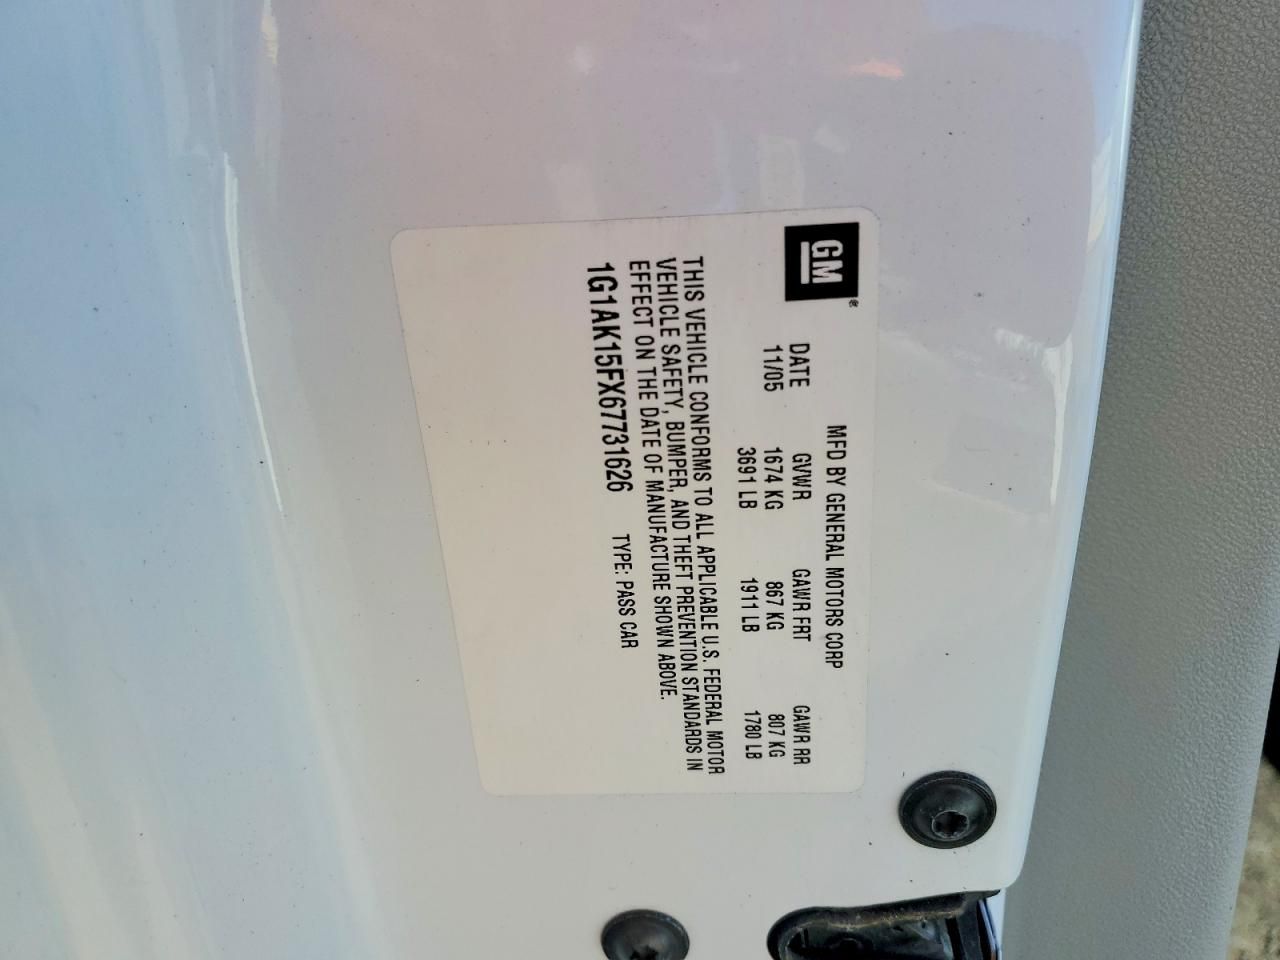 GM
MFD BY GENERAL MOTORS CORP
DATE GVWR GAWR FRT GAWR RR
11/05 1674 KG 867 KG 807 KG
3691 LB 1911 LB 1780 LB
THIS VEHICLE CONFORMS TO ALL APPLICABLE U.S. FEDERAL MOTOR
VEHICLE SAFETY, BUMPER, AND THEFT PREVENTION STANDARDS IN
EFFECT ON THE DATE OF MANUFACTURE SHOWN ABOVE.
1G1AK15FX67731626 TYPE: PASS CAR